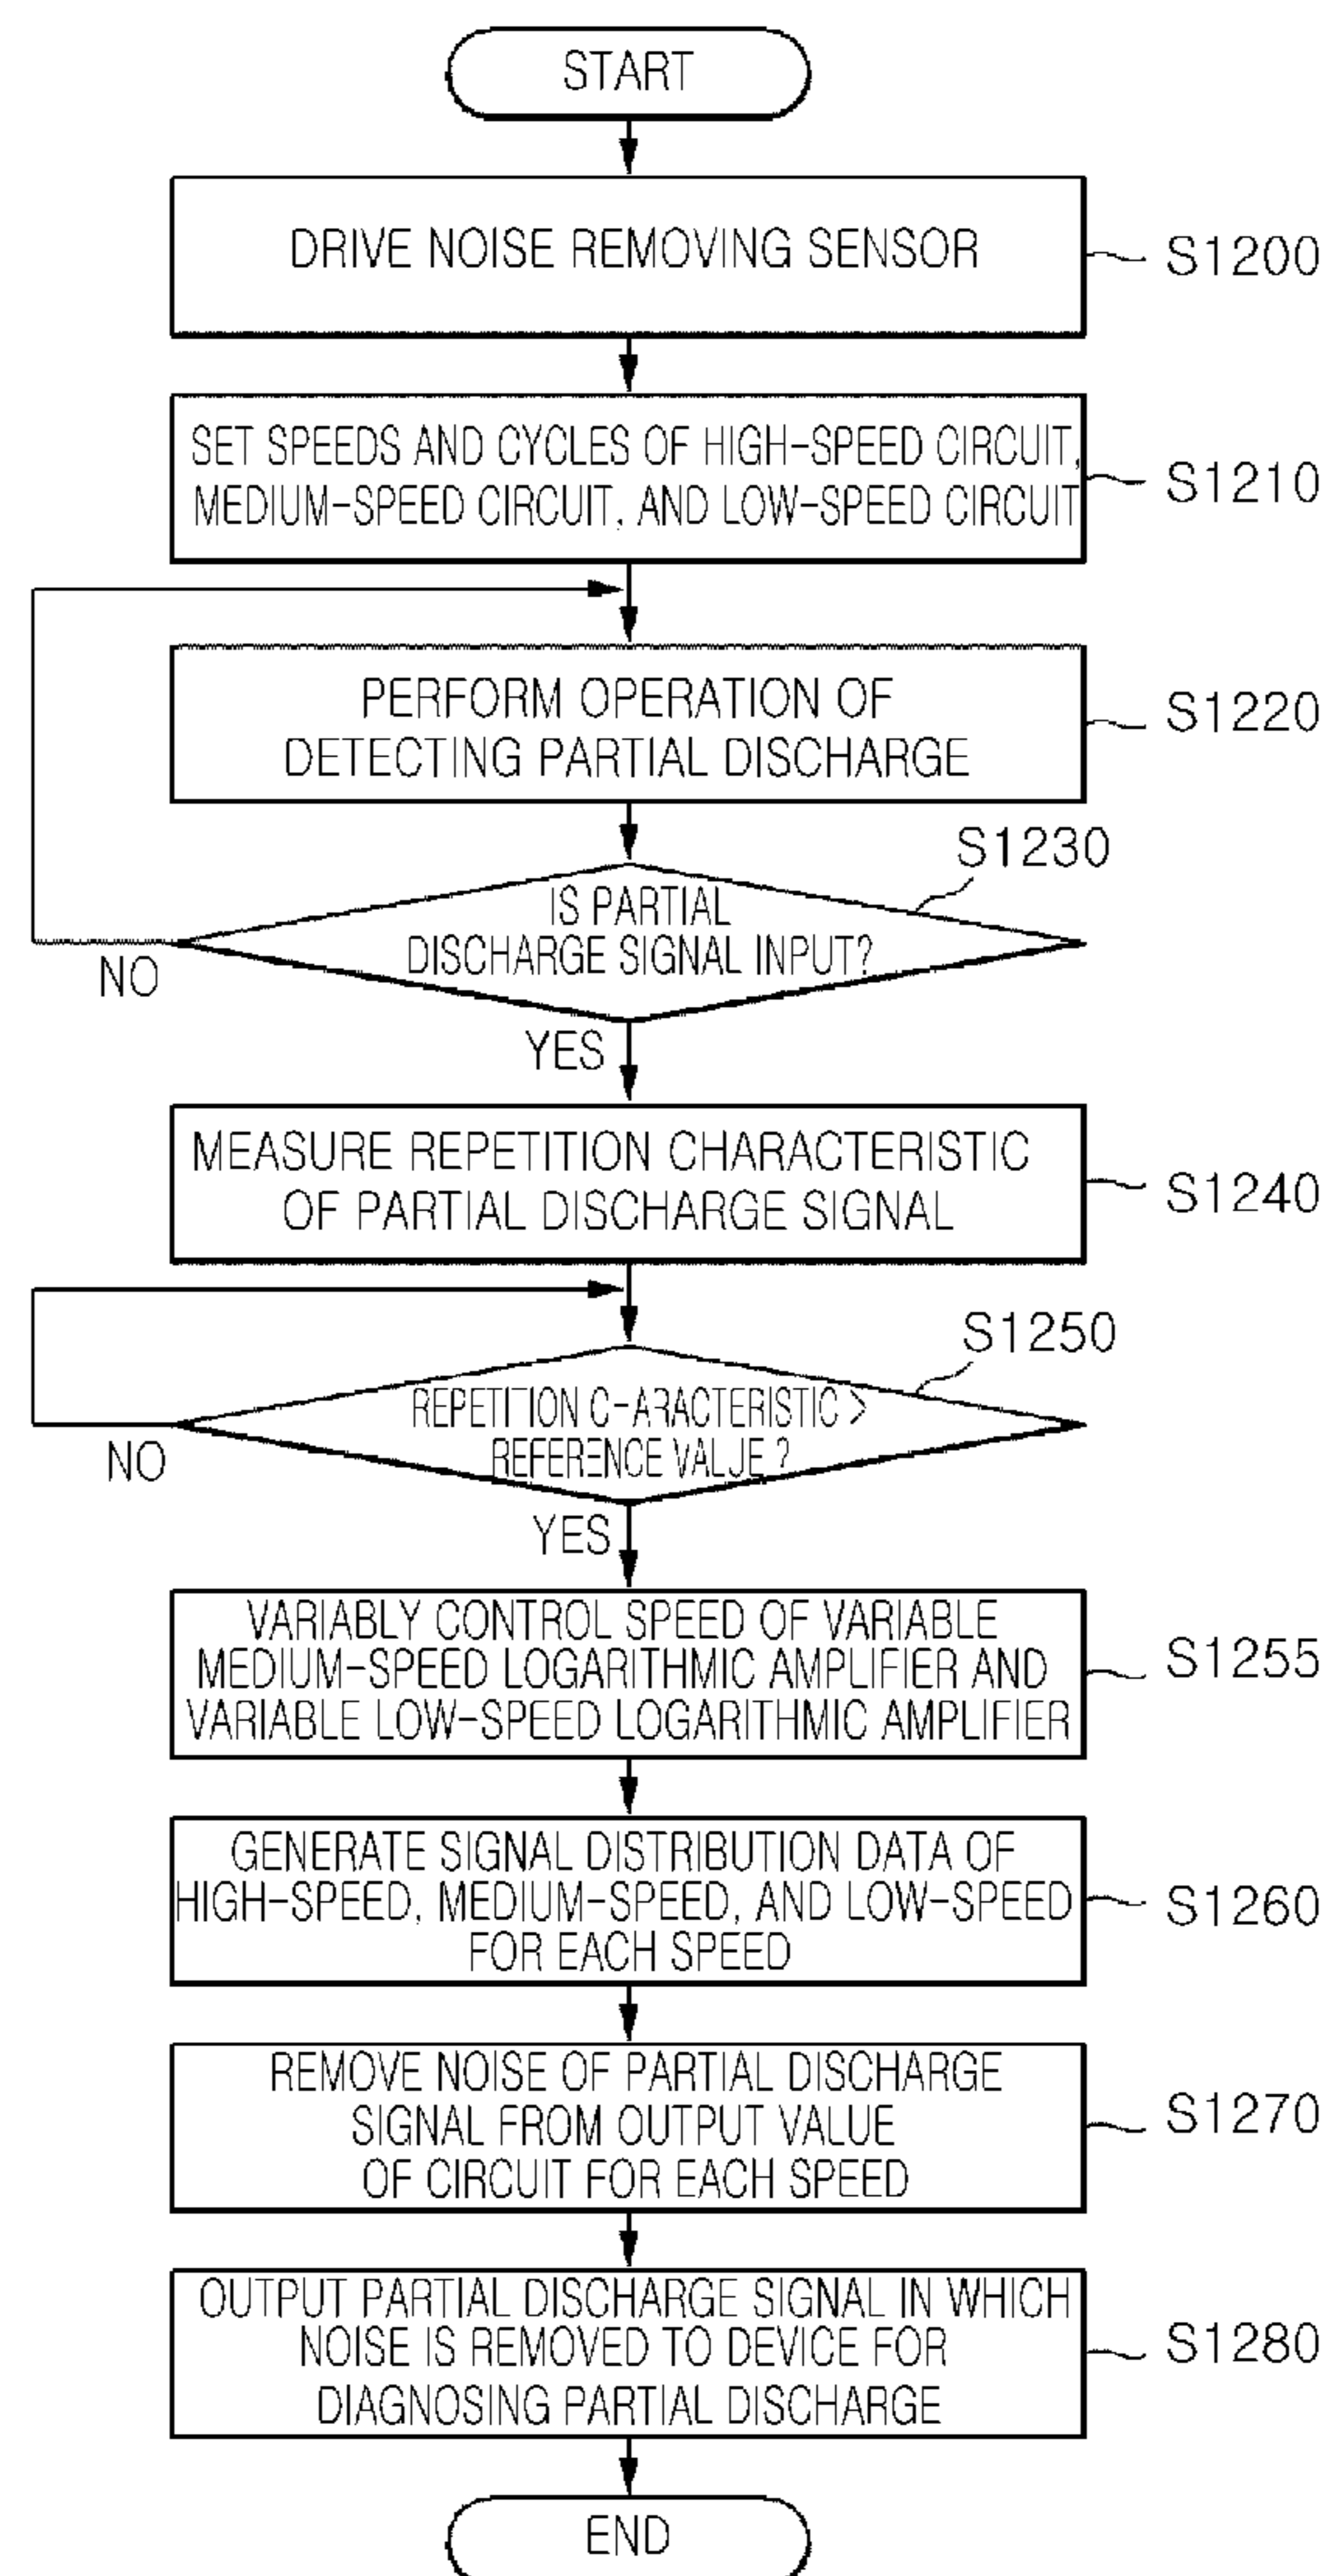 START
DRIVE NOISE REMOVING SENSOR
S1200
SET SPEEDS AND CYCLES OF HIGH-SPEED CIRCUIT,
MEDIUM-SPEED CIRCUIT, AND LOW-SPEED CIRCUIT
S1210
PERFORM OPERATION OF
DETECTING PARTIAL DISCHARGE
S1220
S1230
IS PARTIAL
DISCHARGE SIGNAL INPUT?
NO
YES
MEASURE REPETITION CHARACTERISTIC
OF PARTIAL DISCHARGE SIGNAL
S1240
S1250
REPETITION C-ARACTERISTIC >
REFERENCE VALUE ?
NO
YES
VARIABLY CONTROL SPEED OF VARIABLE
MEDIUM-SPEED LOGARITHMIC AMPLIFIER AND
VARIABLE LOW-SPEED LOGARITHMIC AMPLIFIER
S1255
GENERATE SIGNAL DISTRIBUTION DATA OF
HIGH-SPEED, MEDIUM-SPEED, AND LOW-SPEED
FOR EACH SPEED
S1260
REMOVE NOISE OF PARTIAL DISCHARGE
SIGNAL FROM OUTPUT VALUE
OF CIRCUIT FOR EACH SPEED
S1270
OUTPUT PARTIAL DISCHARGE SIGNAL IN WHICH
NOISE IS REMOVED TO DEVICE FOR
DIAGNOSING PARTIAL DISCHARGE
S1280
END